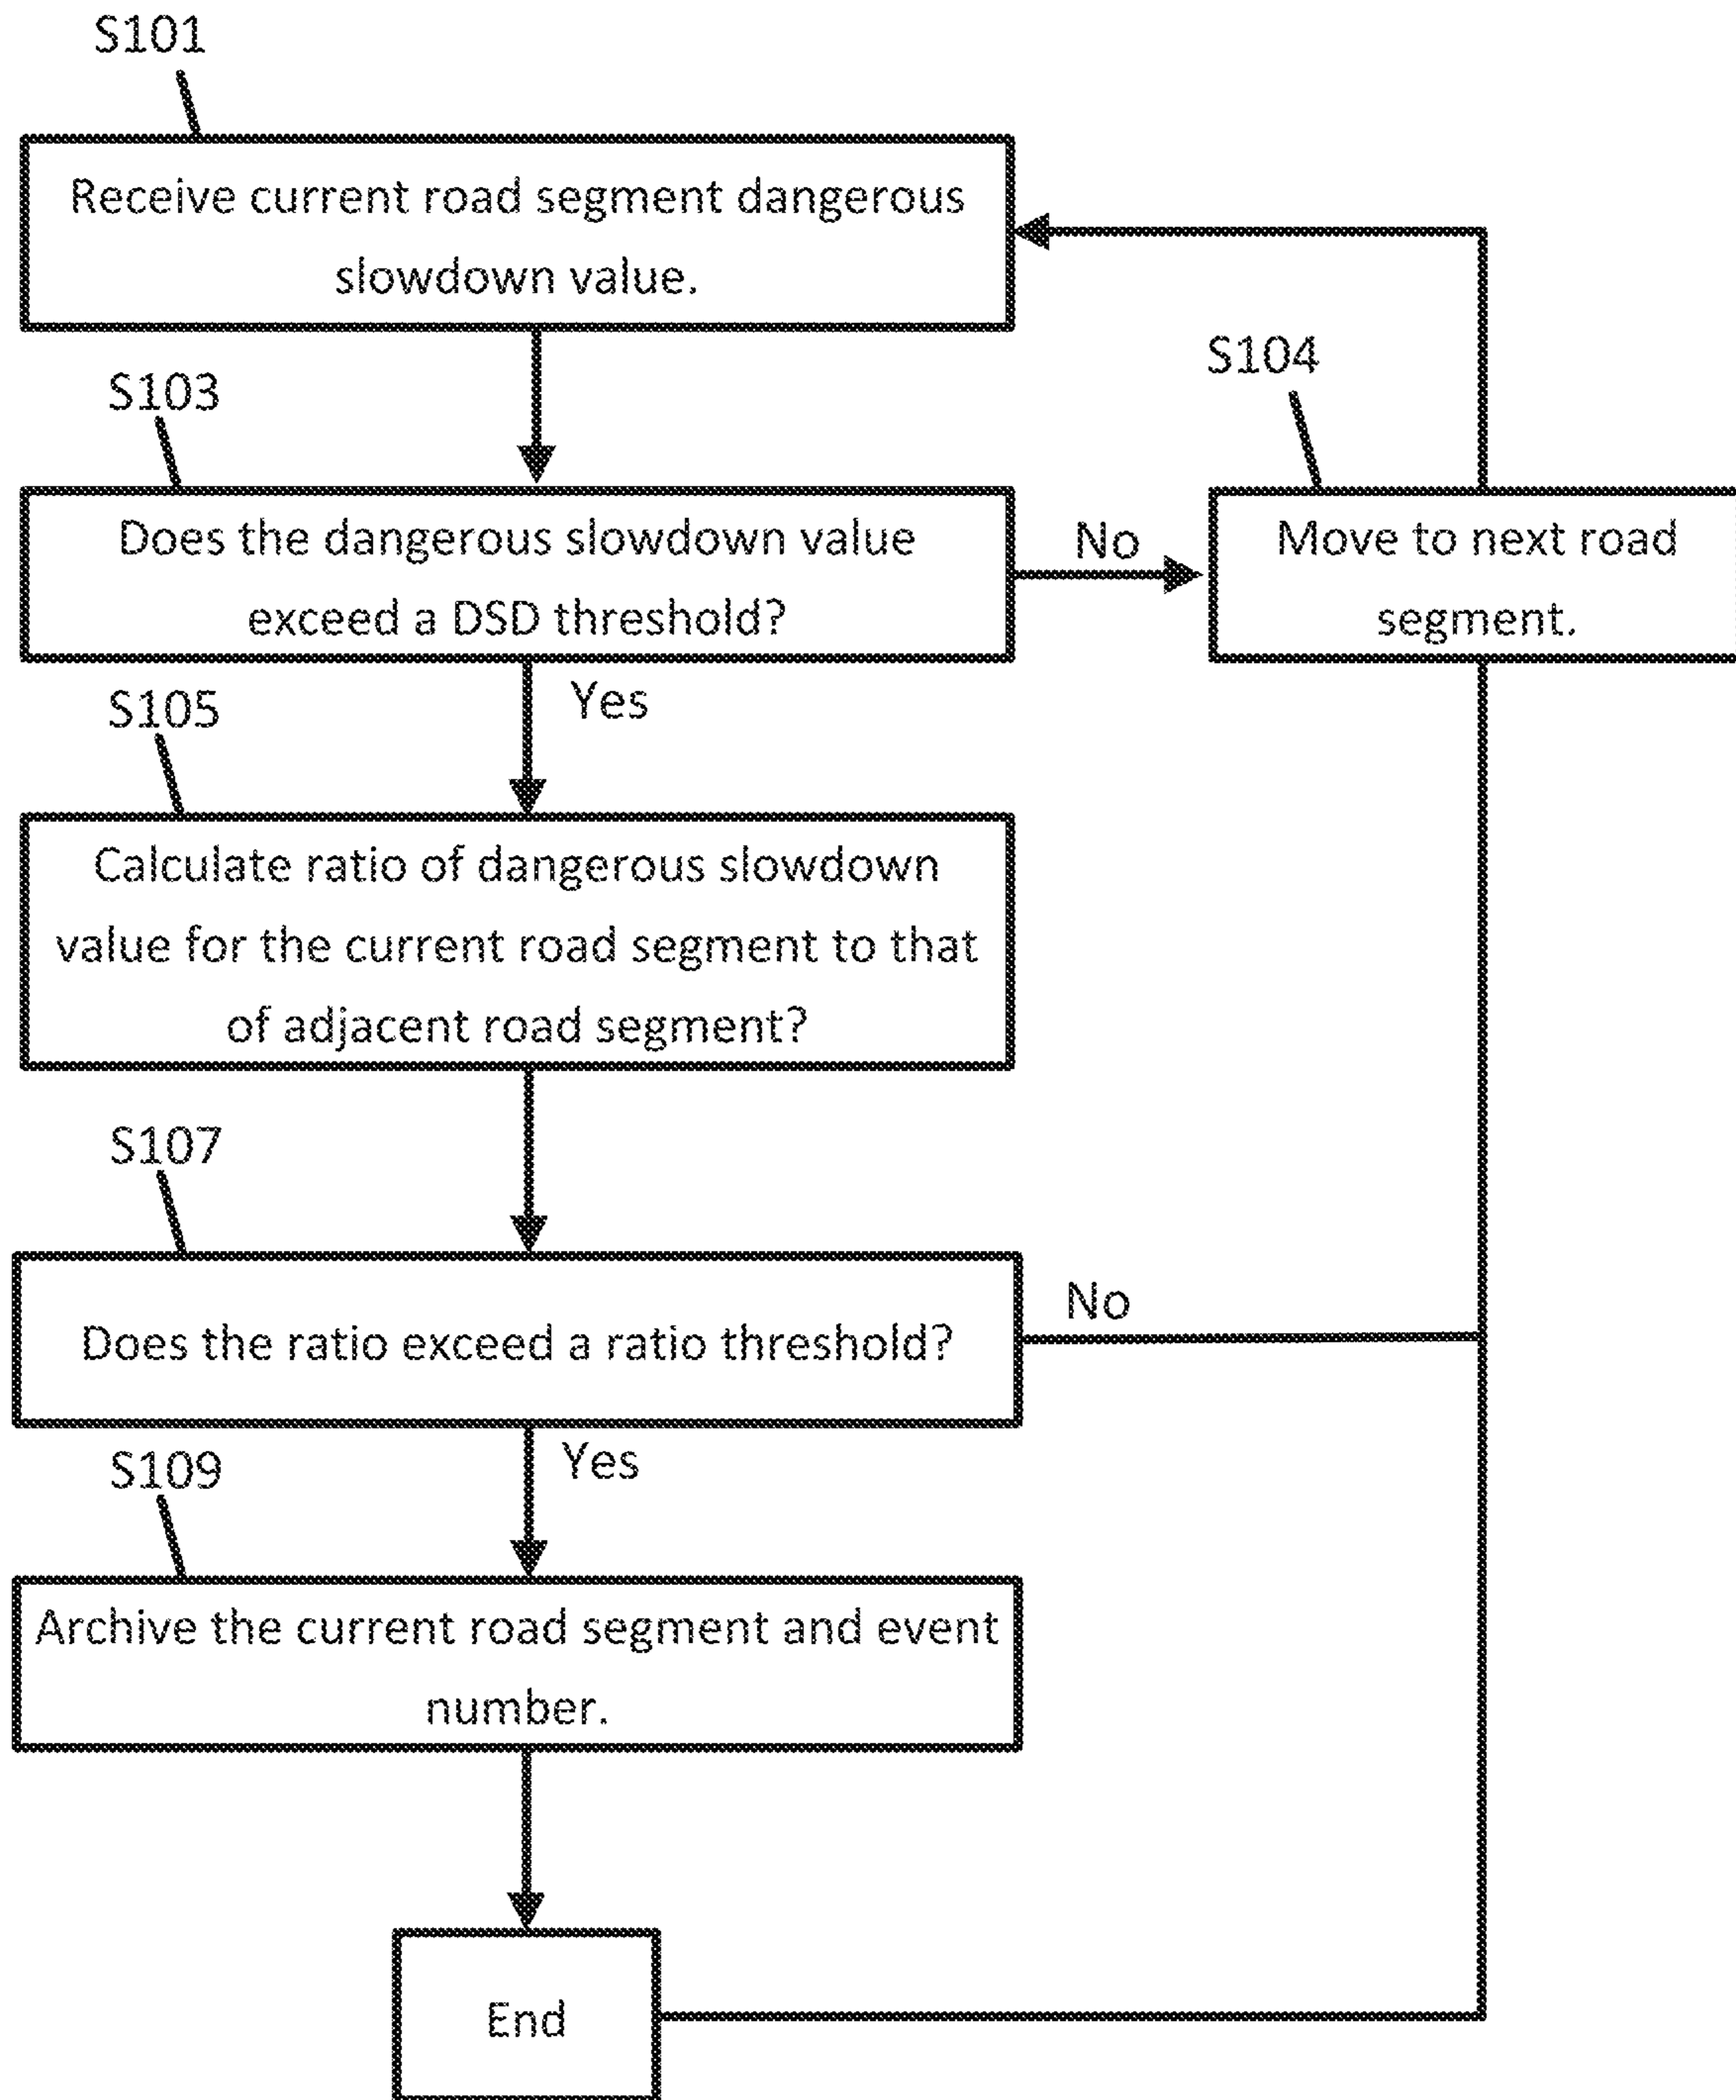 S101
Receive current road segment dangerous
slowdown value.
S103
Does the dangerous slowdown value
exceed a DSD threshold?
No
S104
Move to next road
segment.
Yes
S105
Calculate ratio of dangerous slowdown
value for the current road segment to that
of adjacent road segment?
S107
Does the ratio exceed a ratio threshold?
No
Yes
S109
Archive the current road segment and event
number.
End